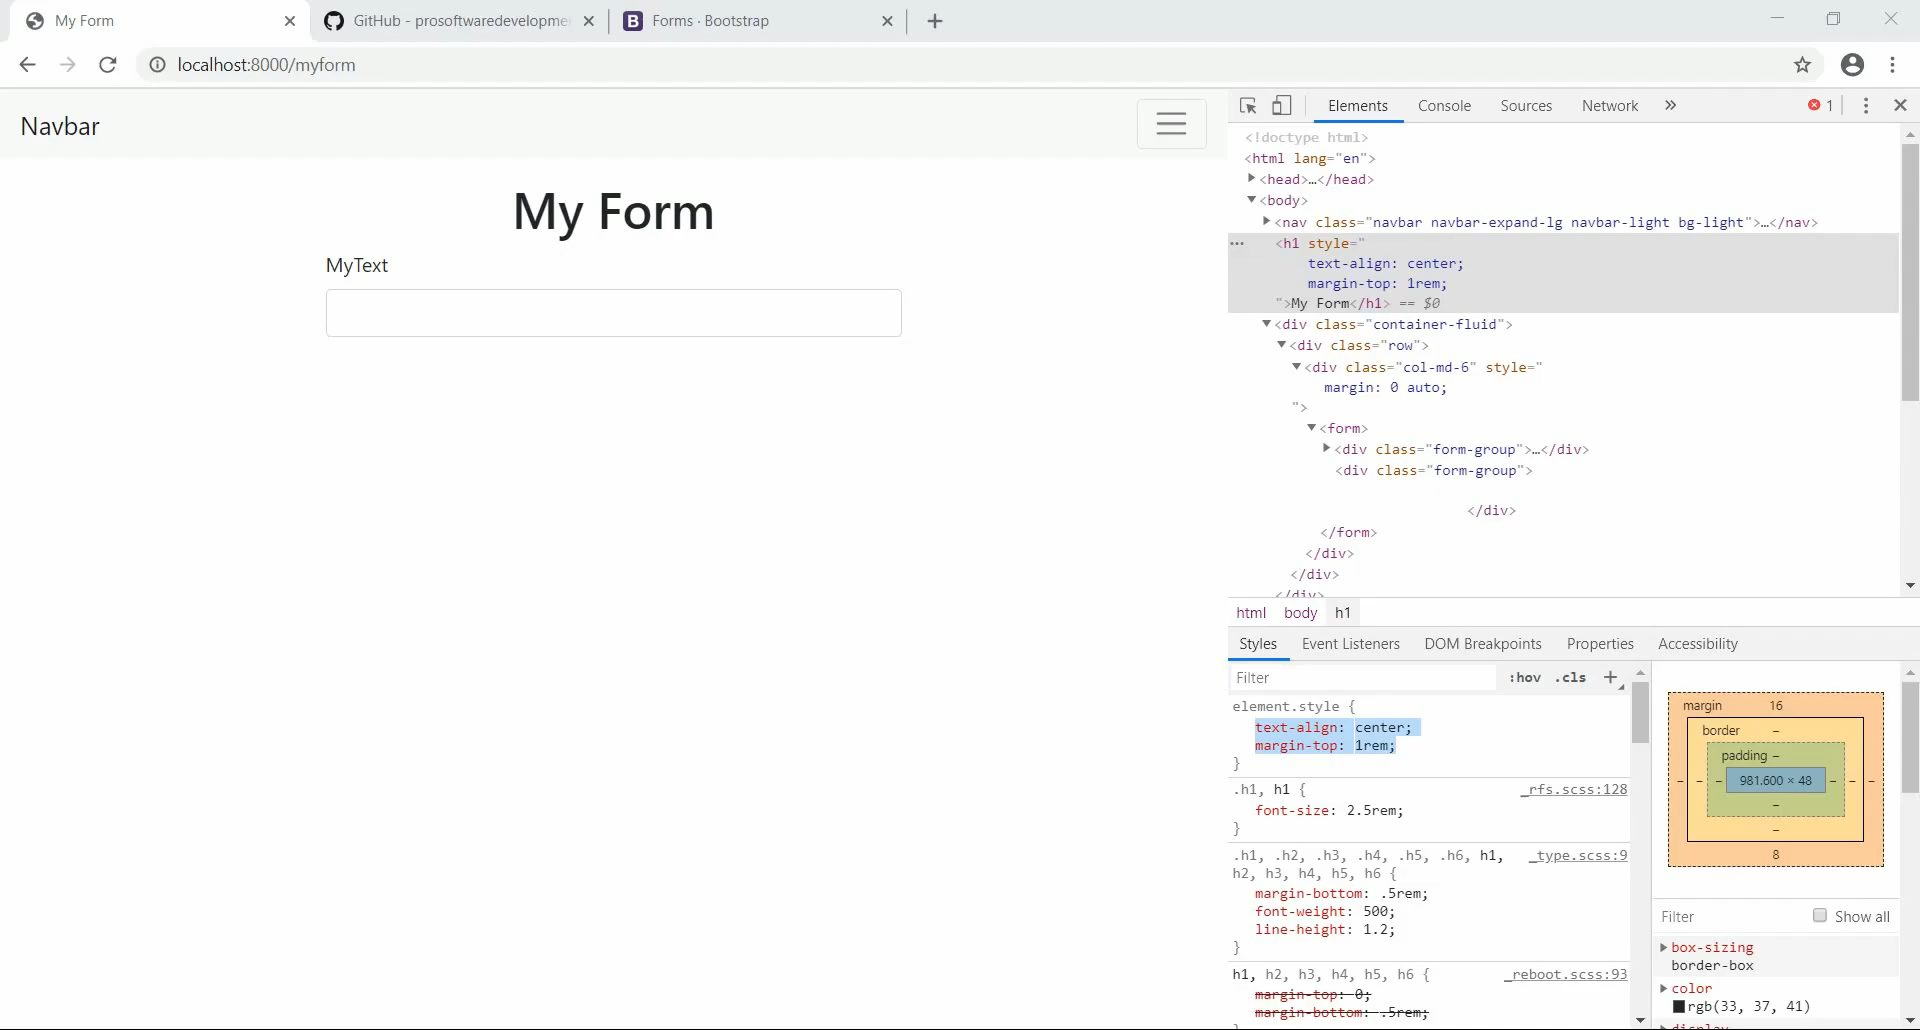 My Form
GitHub - prosoftwaredevelopme
Forms · Bootstrap
localhost:8000/myform
Navbar
My Form
MyText
Elements
Console
Sources
Network
1
<!doctype html>
<html lang="en">
<head>…</head>
<body>
<nav class="navbar navbar-expand-lg navbar-light bg-light">…</nav>
<h1 style="
text-align: center;
margin-top: 1rem;
">My Form</h1> == $0
<div class="container-fluid">
<div class="row">
<div class="col-md-6" style="
margin: 0 auto;
">
<form>
<div class="form-group">…</div>
<div class="form-group">
</div>
</form>
</div>
</div>
</div>
html body h1
Styles
Event Listeners
DOM Breakpoints
Properties
Accessibility
Filter
:hov .cls +
element.style {
text-align: center;
margin-top: 1rem;
}
.h1, h1 { _rfs.scss:128
font-size: 2.5rem;
}
.h1, .h2, .h3, .h4, .h5, .h6, h1, _type.scss:9
h2, h3, h4, h5, h6 {
margin-bottom: .5rem;
font-weight: 500;
line-height: 1.2;
}
h1, h2, h3, h4, h5, h6 { _reboot.scss:93
margin-top: 0;
margin-bottom: .5rem;
}
margin 16
border –
padding –
– – – 981.600 × 48 – – –
–
–
8
Filter
Show all
box-sizing
border-box
color
rgb(33, 37, 41)
display